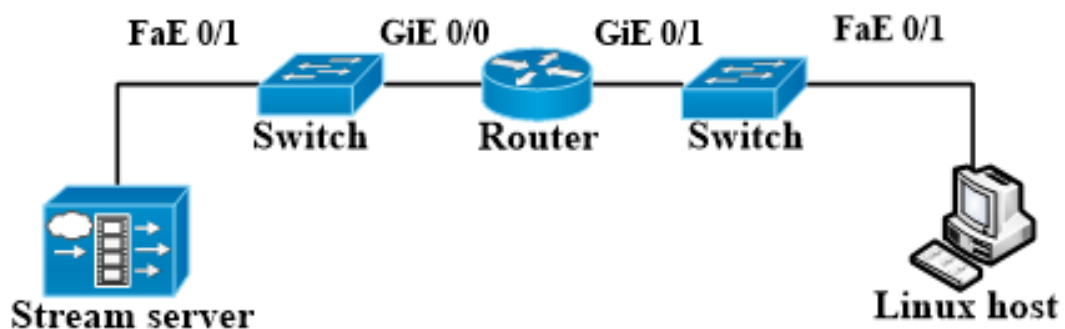 FaE 0/1
GiE 0/0
GiE 0/1
FaE 0/1
Switch
Router
Switch
Stream server
Linux host